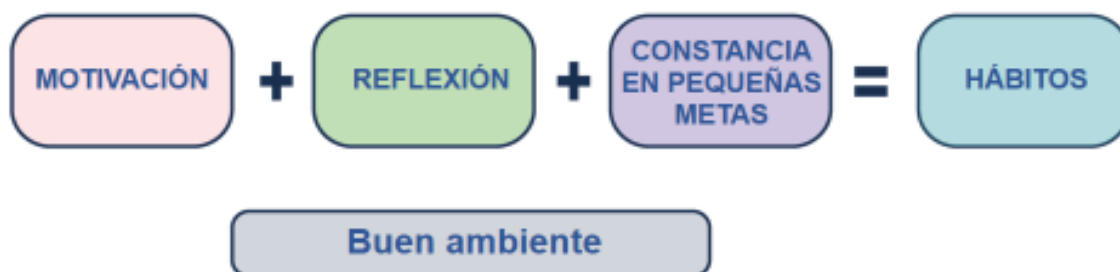 MOTIVACIÓN + REFLEXIÓN + CONSTANCIA
EN PEQUEÑAS
METAS = HÁBITOS
Buen ambiente